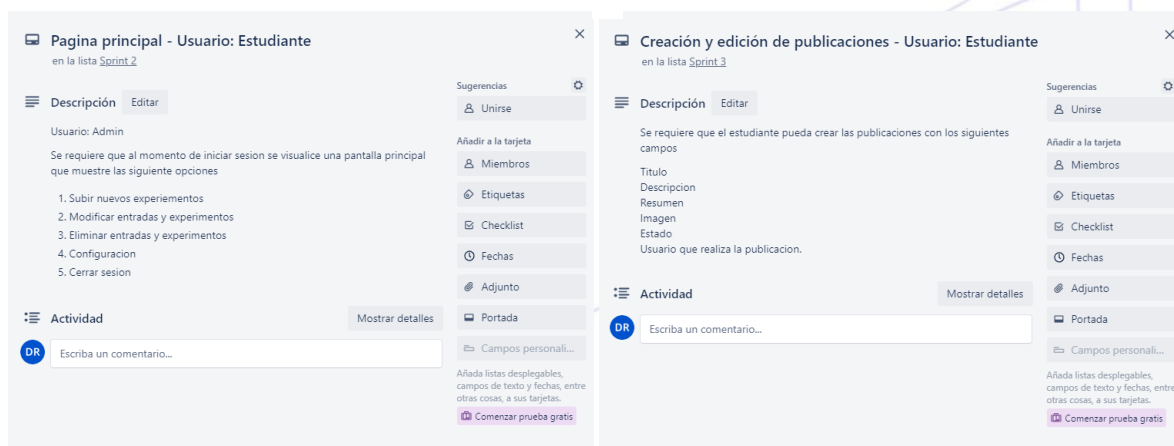 Pagina principal - Usuario: Estudiante
en la lista Sprint 2
Descripción Editar
Usuario: Admin
Se requiere que al momento de iniciar sesion se visualice una pantalla principal
que muestre las siguiente opciones
1. Subir nuevos experiementos
2. Modificar entradas y experimentos
3. Eliminar entradas y experimentos
4. Configuracion
5. Cerrar sesion
Actividad Mostrar detalles
DR Escriba un comentario...
Sugerencias
Unirse
Añadir a la tarjeta
Miembros
Etiquetas
Checklist
Fechas
Adjunto
Portada
Campos personali...
Añada listas desplegables,
campos de texto y fechas, entre
otras cosas, a sus tarjetas.
Comenzar prueba gratis
Creación y edición de publicaciones - Usuario: Estudiante
en la lista Sprint 3
Descripción Editar
Se requiere que el estudiante pueda crear las publicaciones con los siguientes
campos
Titulo
Descripcion
Resumen
Imagen
Estado
Usuario que realiza la publicacion.
Actividad Mostrar detalles
DR Escriba un comentario...
Sugerencias
Unirse
Añadir a la tarjeta
Miembros
Etiquetas
Checklist
Fechas
Adjunto
Portada
Campos personali...
Añada listas desplegables,
campos de texto y fechas, entre
otras cosas, a sus tarjetas.
Comenzar prueba gratis